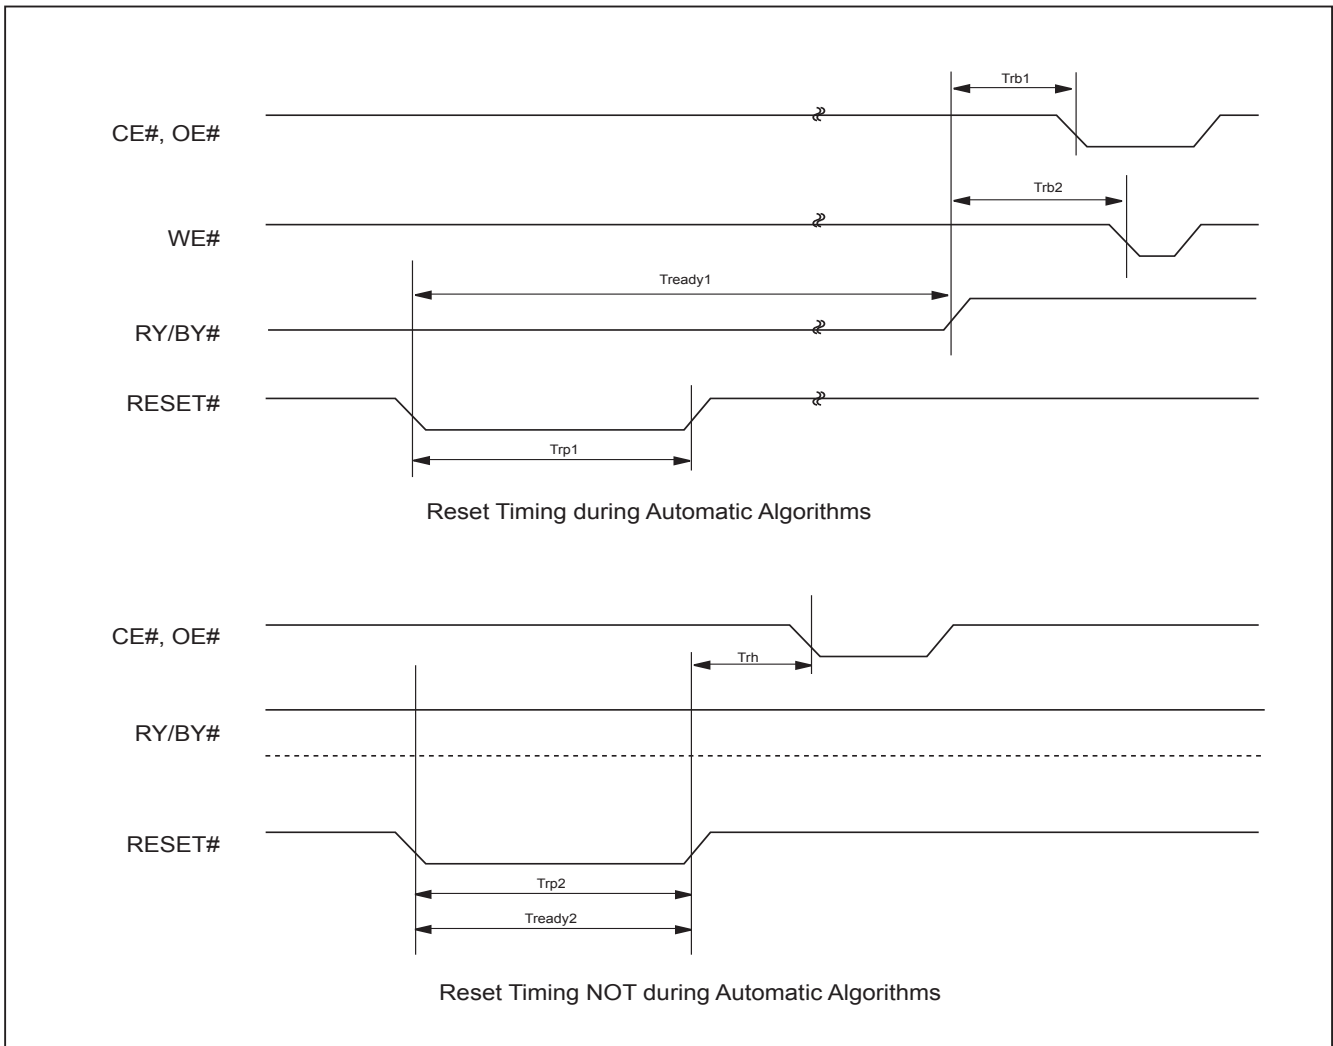 Trb1
CE#, OE#
Trb2
WE#
Tready1
RY/BY#
RESET#
Trp1
Reset Timing during Automatic Algorithms
CE#, OE#
Trh
RY/BY#
RESET#
Trp2
Tready2
Reset Timing NOT during Automatic Algorithms